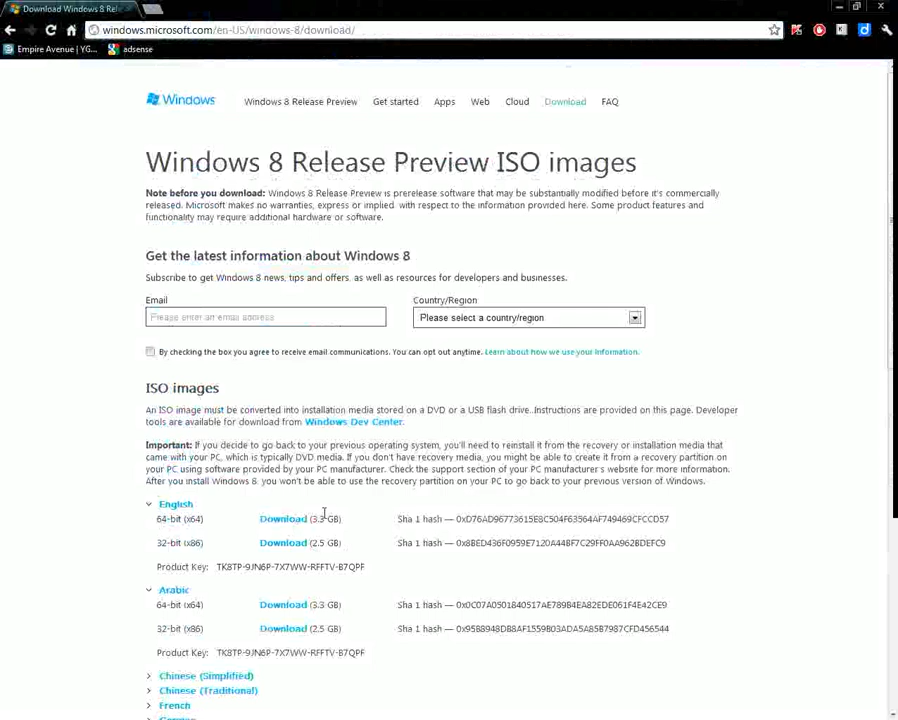 Download Windows 8 Rel
windows.microsoft.com/en-US/windows-8/download/
Empire Avenue | YG...
adsense
Windows
Windows 8 Release Preview
Get started
Apps
Web
Cloud
Download
FAQ
Windows 8 Release Preview ISO images
Note before you download: Windows 8 Release Preview is prerelease software that may be substantially modified before it's commercially
released. Microsoft makes no warranties, express or implied, with respect to the information provided here. Some product features and
functionality may require additional hardware or software.
Get the latest information about Windows 8
Subscribe to get Windows 8 news, tips and offers, as well as resources for developers and businesses.
Email
Country/Region
Please enter an email address
Please select a country/region
By checking the box you agree to receive email communications. You can opt out anytime. Learn about how we use your information.
ISO images
An ISO image must be converted into installation media stored on a DVD or a USB flash drive. Instructions are provided on this page. Developer
tools are available for download from Windows Dev Center.
Important: If you decide to go back to your previous operating system, you'll need to reinstall it from the recovery or installation media that
came with your PC, which is typically DVD media. If you don't have recovery media, you might be able to create it from a recovery partition on
your PC using software provided by your PC manufacturer. Check the support section of your PC manufacturer's website for more information.
After you install Windows 8, you won't be able to use the recovery partition on your PC to go back to your previous version of Windows.
English
64-bit (x64) Download (3.3 GB) Sha 1 hash — 0xD76AD96773615E8C504F63564AF749469CFCCD57
32-bit (x86) Download (2.5 GB) Sha 1 hash — 0x8BED436F0959E7120A44BF7C29FF0AA962BDEFC9
Product Key: TK8TP-9JN6P-7X7WW-RFFTV-B7QPF
Arabic
64-bit (x64) Download (3.3 GB) Sha 1 hash — 0x0C07A0501840517AE789B4EA82EDE061F4E42CE9
32-bit (x86) Download (2.5 GB) Sha 1 hash — 0x95B8948DB8AF1559B03ADA5A85B7987CFD456544
Product Key: TK8TP-9JN6P-7X7WW-RFFTV-B7QPF
Chinese (Simplified)
Chinese (Traditional)
French